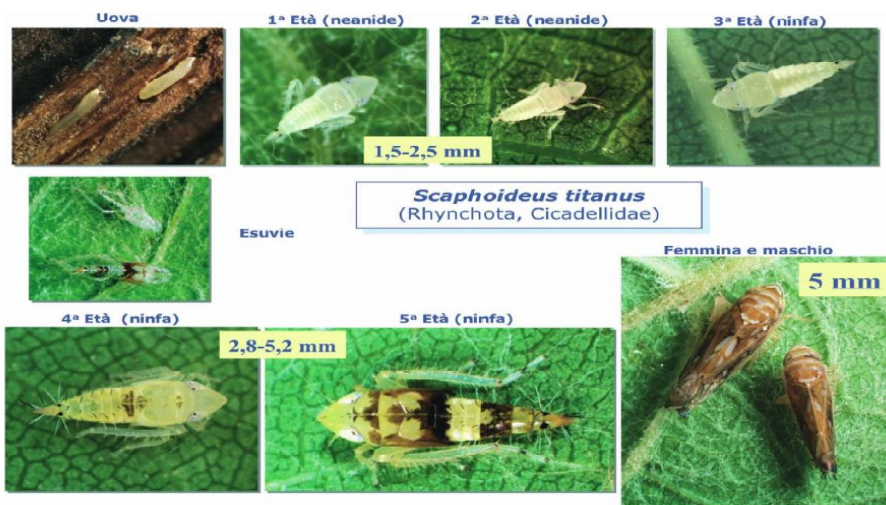 Uova
1ª Età (neanide)
2ª Età (neanide)
3ª Età (ninfa)
1,5-2,5 mm
Scaphoideus titanus
(Rhynchota, Cicadellidae)
Esuvie
Femmina e maschio
5 mm
4ª Età (ninfa)
5ª Età (ninfa)
2,8-5,2 mm